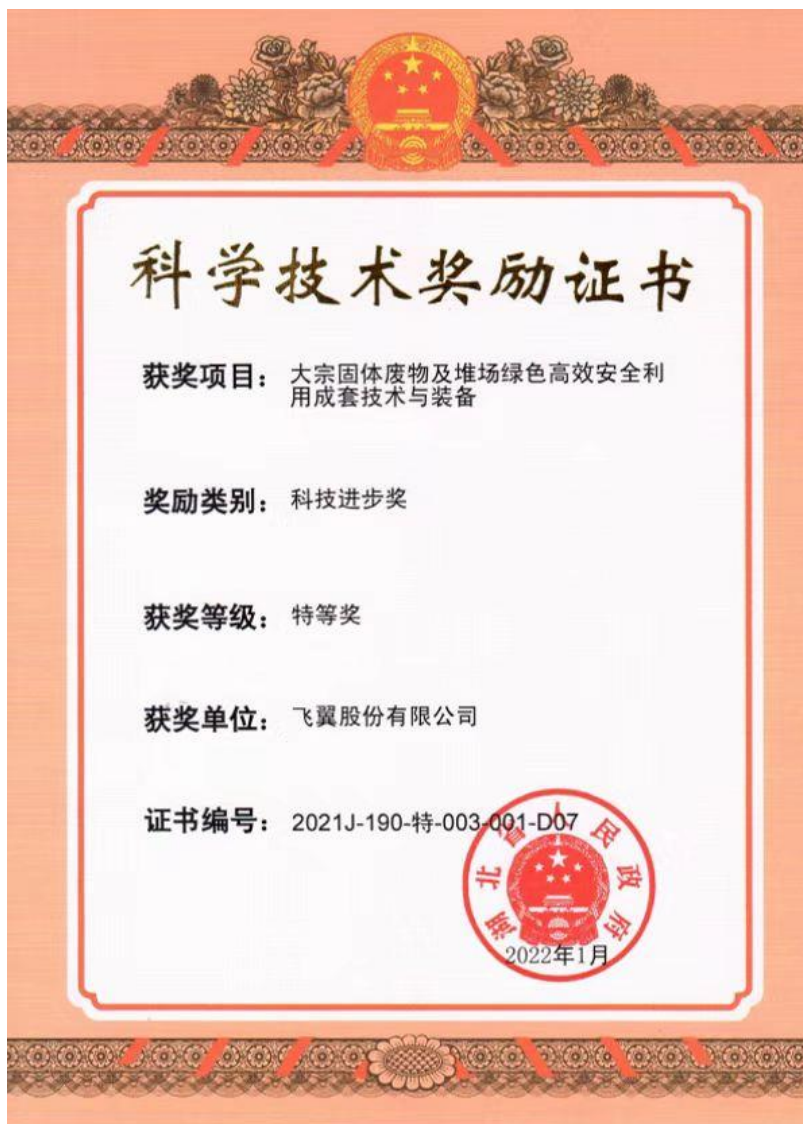 科学技术奖励证书
获奖项目： 大宗固体废物及堆场绿色高效安全利
用成套技术与装备
奖励类别： 科技进步奖
获奖等级： 特等奖
获奖单位： 飞翼股份有限公司
证书编号： 2021J-190-特-003-001-D07
湖北省人民政府
2022年1月